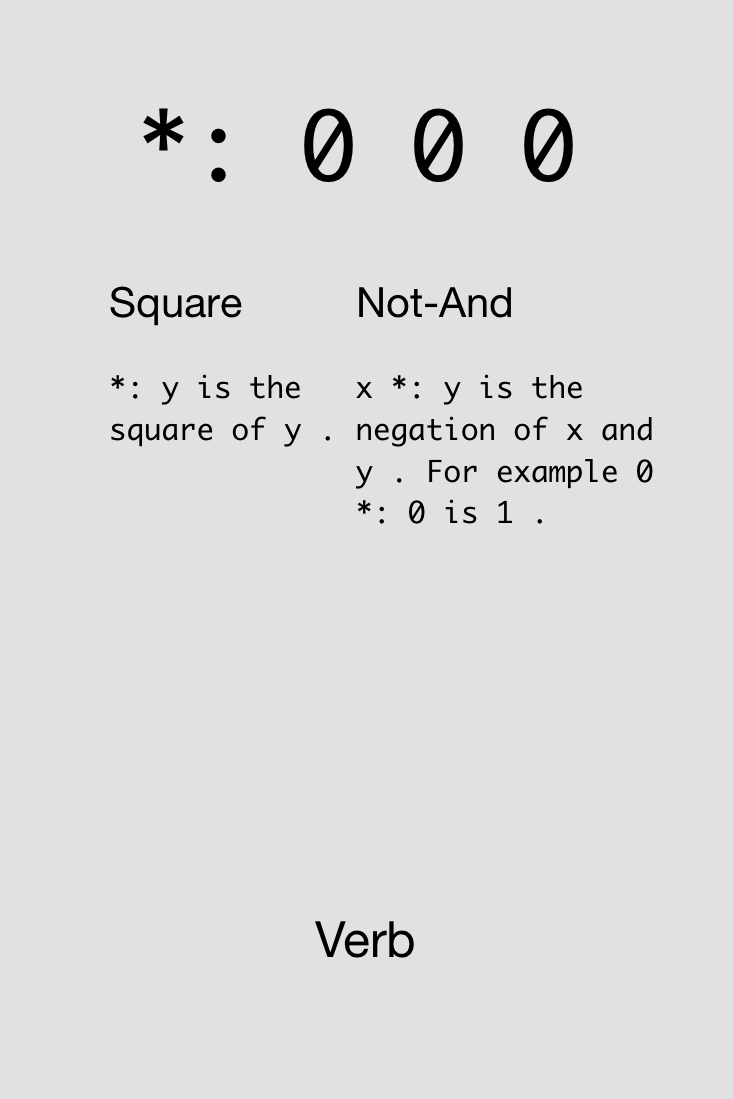 *: 0 0 0
Square
*: y is the
square of y .
Not-And
x *: y is the
negation of x and
y . For example 0
*: 0 is 1 .
Verb